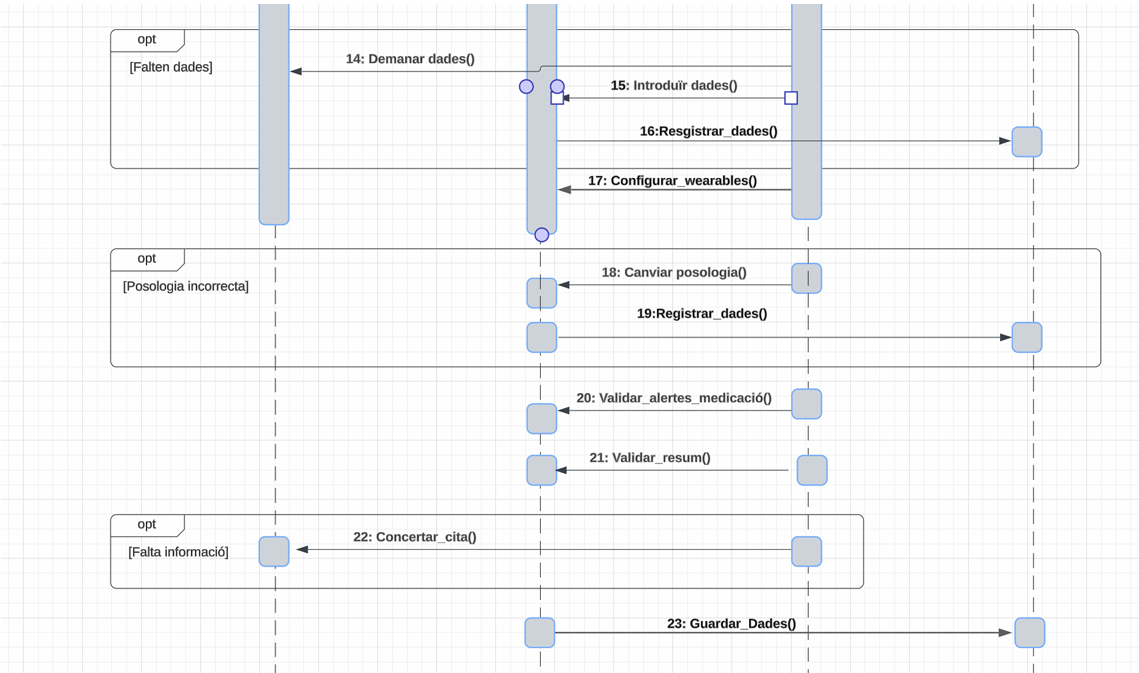 opt
[Falten dades]
14: Demanar dades()
15: Introduïr dades()
16:Resgistrar_dades()
17: Configurar_wearables()
opt
[Posologia incorrecta]
18: Canviar posologia()
19:Registrar_dades()
20: Validar_alertes_medicació()
21: Validar_resum()
opt
[Falta informació]
22: Concertar_cita()
23: Guardar_Dades()